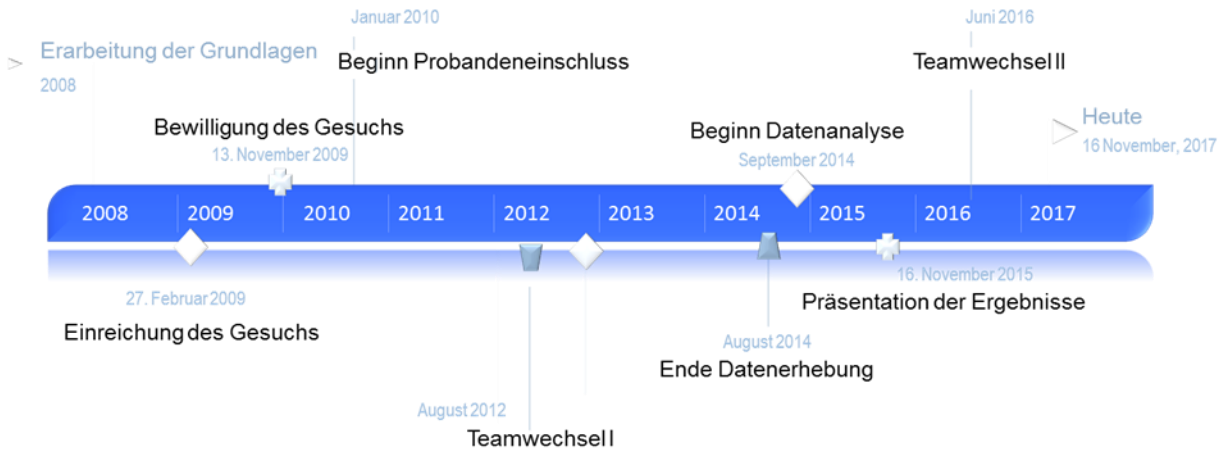 Januar 2010
Juni 2016
Erarbeitung der Grundlagen
Beginn Probandeneinschluss
Teamwechsel II
2008
Bewilligung des Gesuchs
Beginn Datenanalyse
Heute
13. November 2009
September 2014
16 November, 2017
2008 2009 2010 2011 2012 2013 2014 2015 2016 2017
27. Februar 2009
16. November 2015
Einreichung des Gesuchs
Präsentation der Ergebnisse
August 2014
Ende Datenerhebung
August 2012
Teamwechsel I